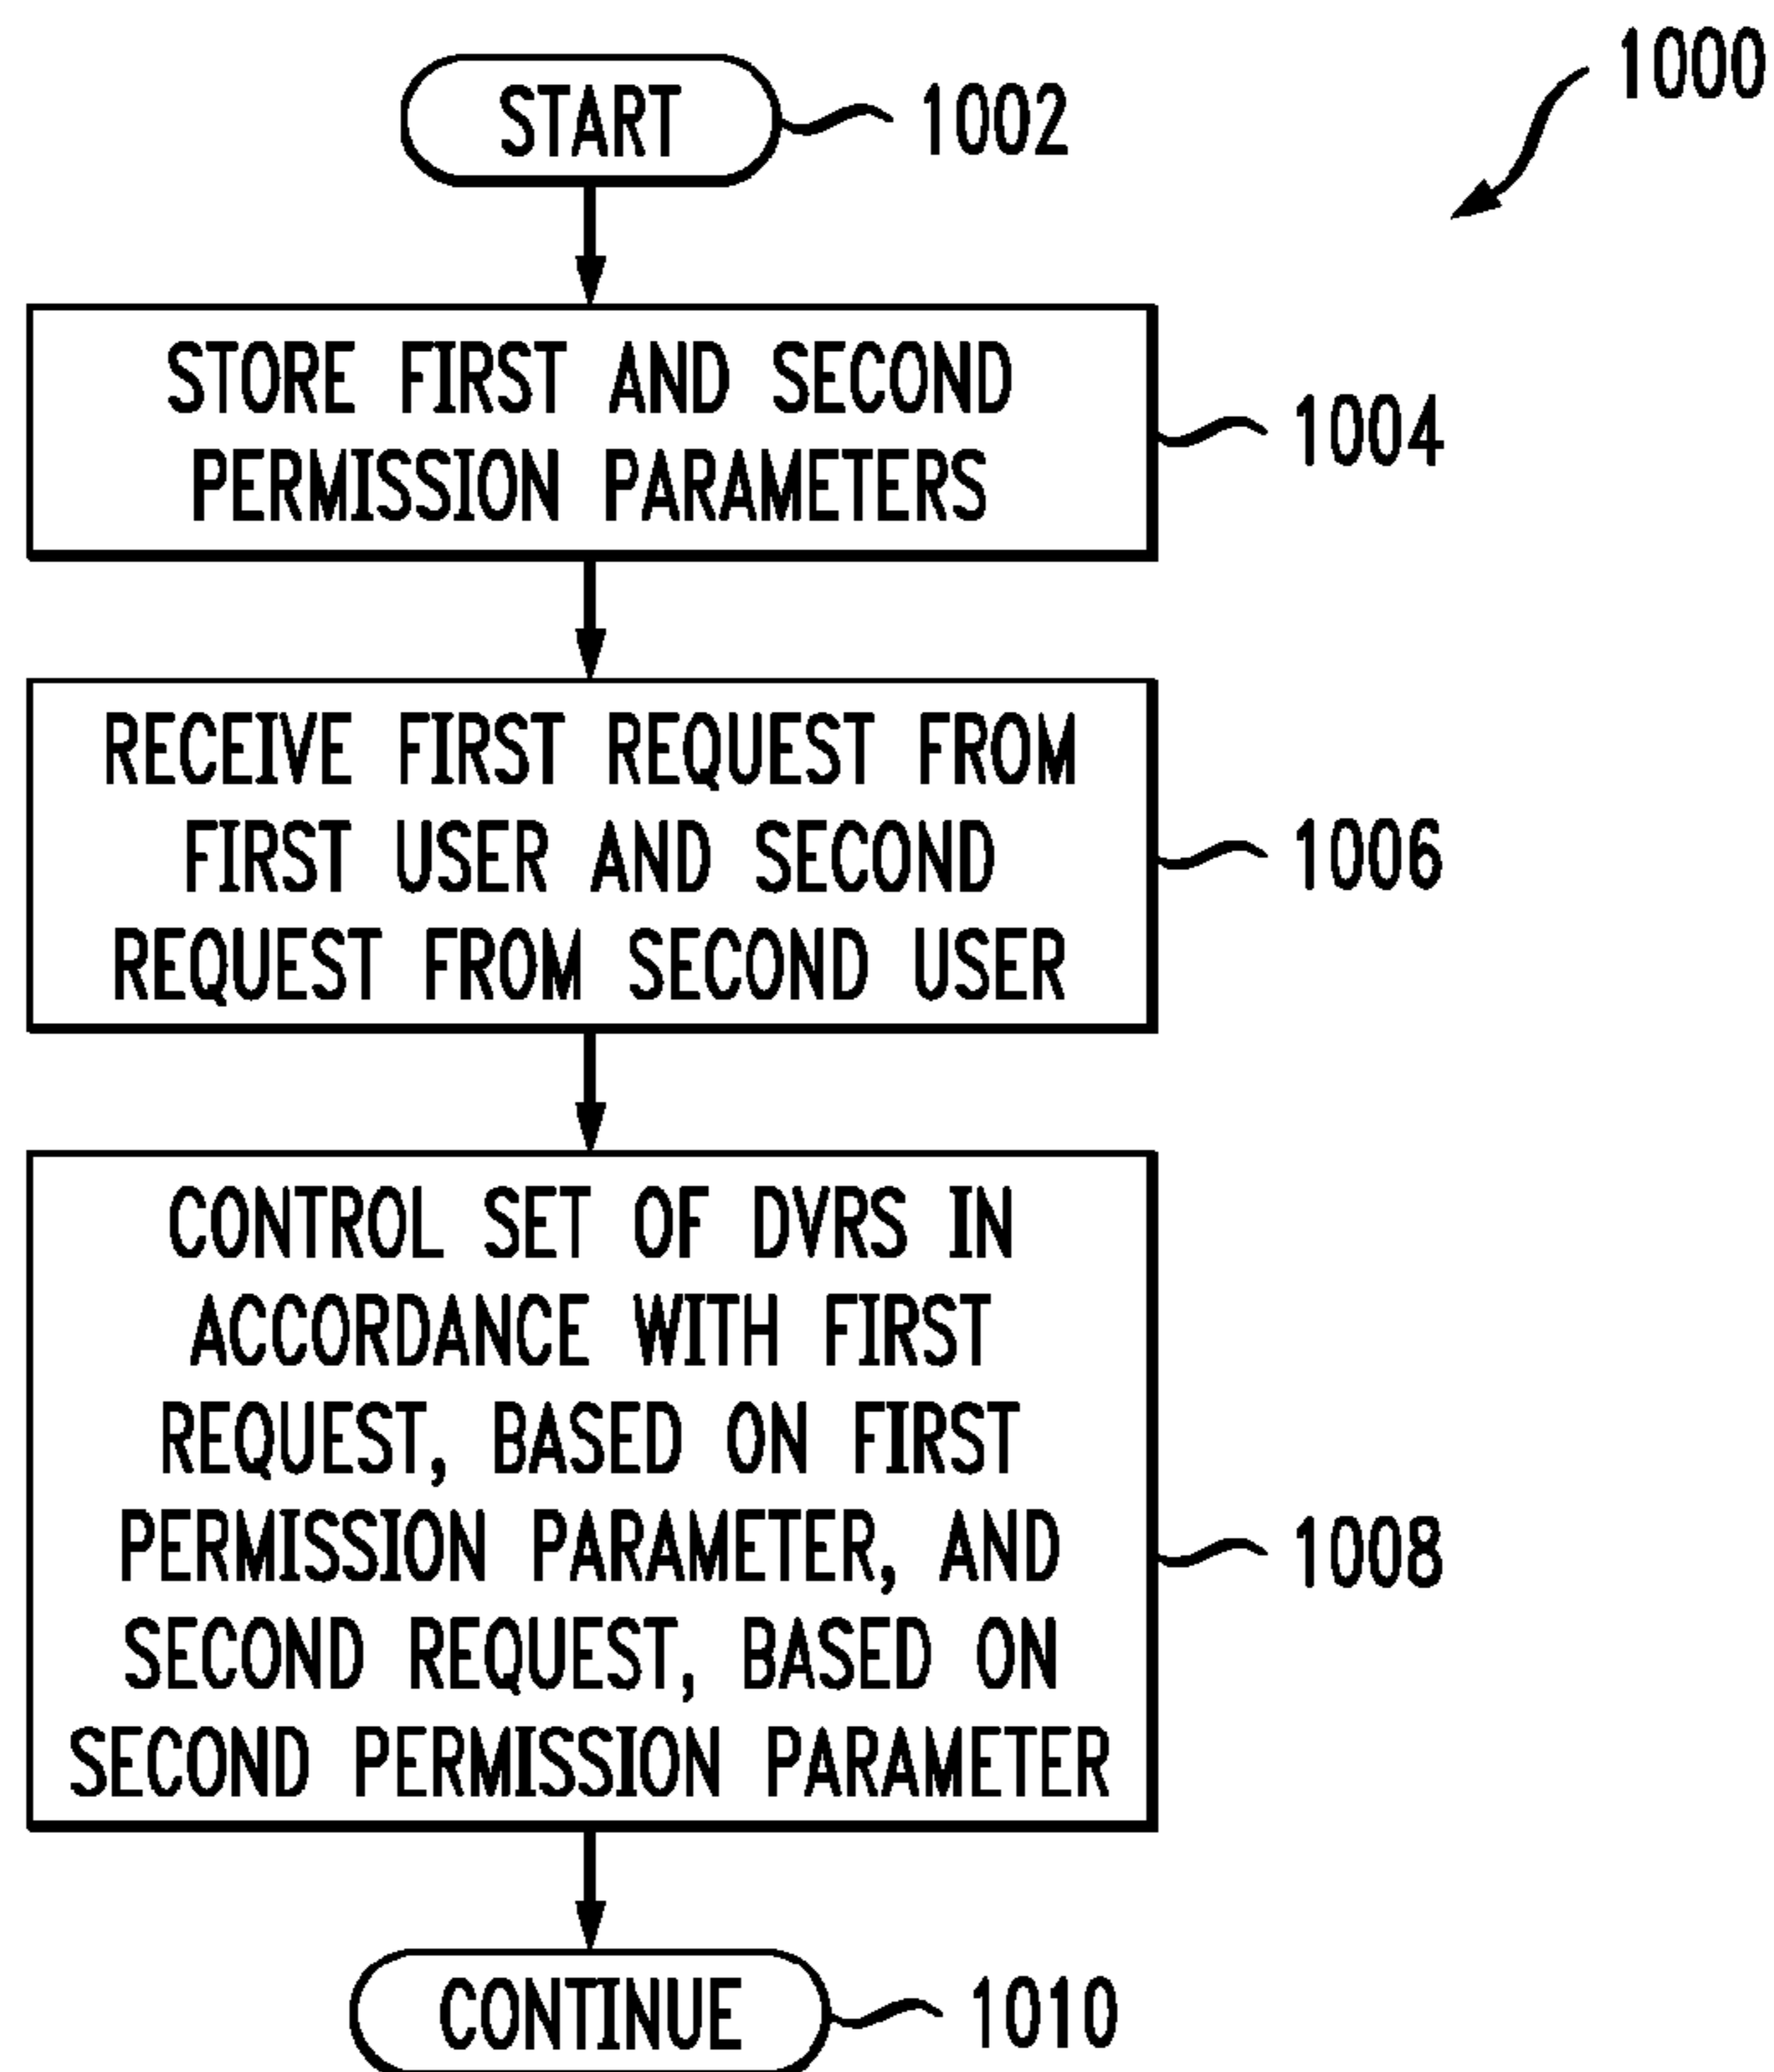 1000
START
1002
STORE FIRST AND SECOND
PERMISSION PARAMETERS
1004
RECEIVE FIRST REQUEST FROM
FIRST USER AND SECOND
REQUEST FROM SECOND USER
1006
CONTROL SET OF DVRS IN
ACCORDANCE WITH FIRST
REQUEST, BASED ON FIRST
PERMISSION PARAMETER, AND
SECOND REQUEST, BASED ON
SECOND PERMISSION PARAMETER
1008
CONTINUE
1010